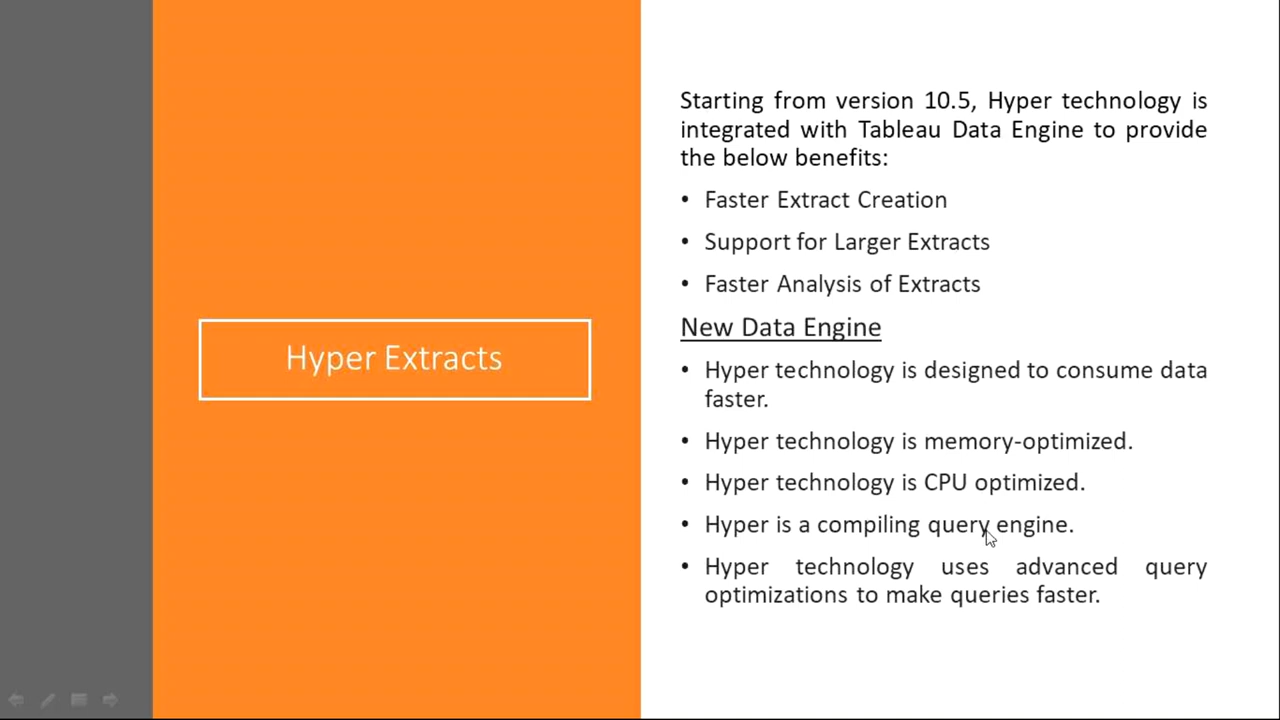 Hyper Extracts
Starting from version 10.5, Hyper technology is
integrated with Tableau Data Engine to provide
the below benefits:
• Faster Extract Creation
• Support for Larger Extracts
• Faster Analysis of Extracts
New Data Engine
• Hyper technology is designed to consume data
faster.
• Hyper technology is memory-optimized.
• Hyper technology is CPU optimized.
• Hyper is a compiling query engine.
• Hyper technology uses advanced query
optimizations to make queries faster.